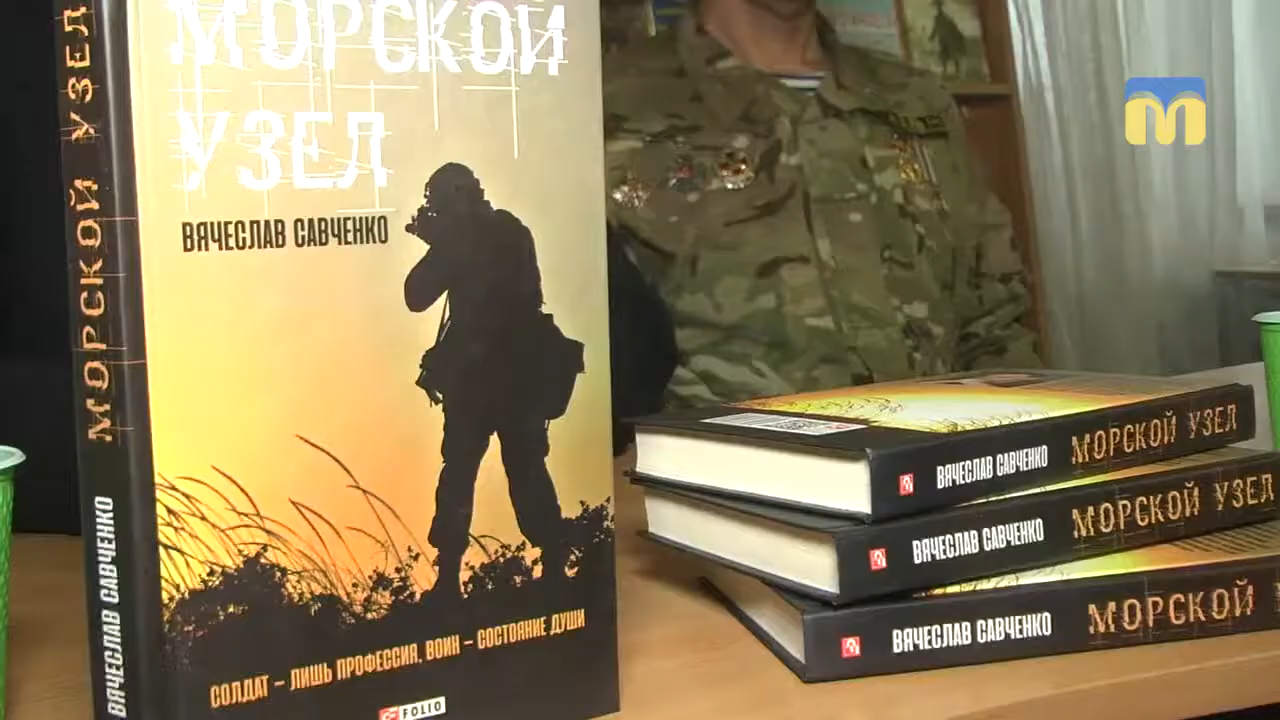 МОРСКОЙ
УЗЕЛ
ВЯЧЕСЛАВ САВЧЕНКО
СОЛДАТ – ЛИШЬ ПРОФЕССИЯ, ВОИН – СОСТОЯНИЕ ДУШИ
FOLIO
ВЯЧЕСЛАВ САВЧЕНКО МОРСКОЙ УЗЕЛ
ВЯЧЕСЛАВ САВЧЕНКО МОРСКОЙ УЗЕЛ
ВЯЧЕСЛАВ САВЧЕНКО МОРСКОЙ УЗЕЛ
ВЯЧЕСЛАВ САВЧЕНКО МОРСКОЙ
m